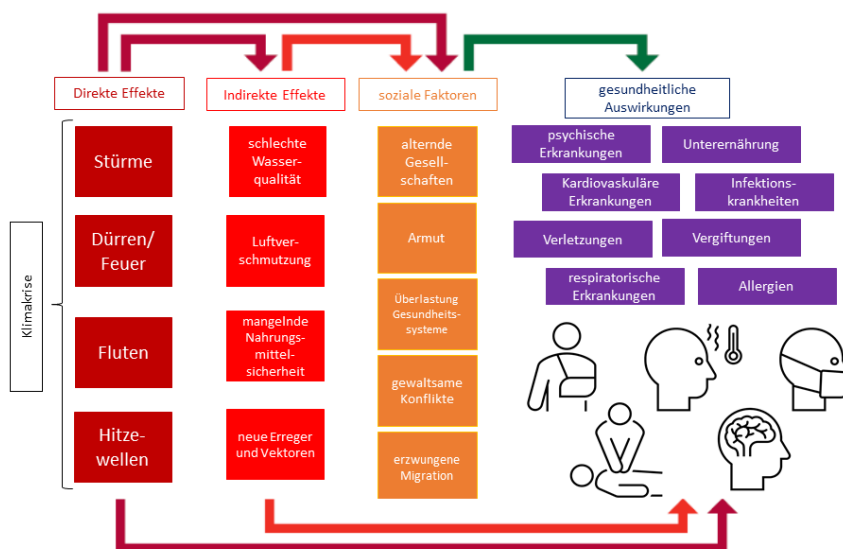 Direkte Effekte
Indirekte Effekte
soziale Faktoren
gesundheitliche
Auswirkungen
Klimakrise
Stürme
Dürren/
Feuer
Fluten
Hitze-
wellen
schlechte
Wasser-
qualität
Luftver-
schmutzung
mangelnde
Nahrungs-
mittel-
sicherheit
neue Erreger
und Vektoren
alternde
Gesell-
schaften
Armut
Überlastung
Gesundheits-
systeme
gewaltsame
Konflikte
erzwungene
Migration
psychische
Erkrankungen
Unterernährung
Kardiovaskuläre
Erkrankungen
Infektions-
krankheiten
Verletzungen
Vergiftungen
respiratorische
Erkrankungen
Allergien